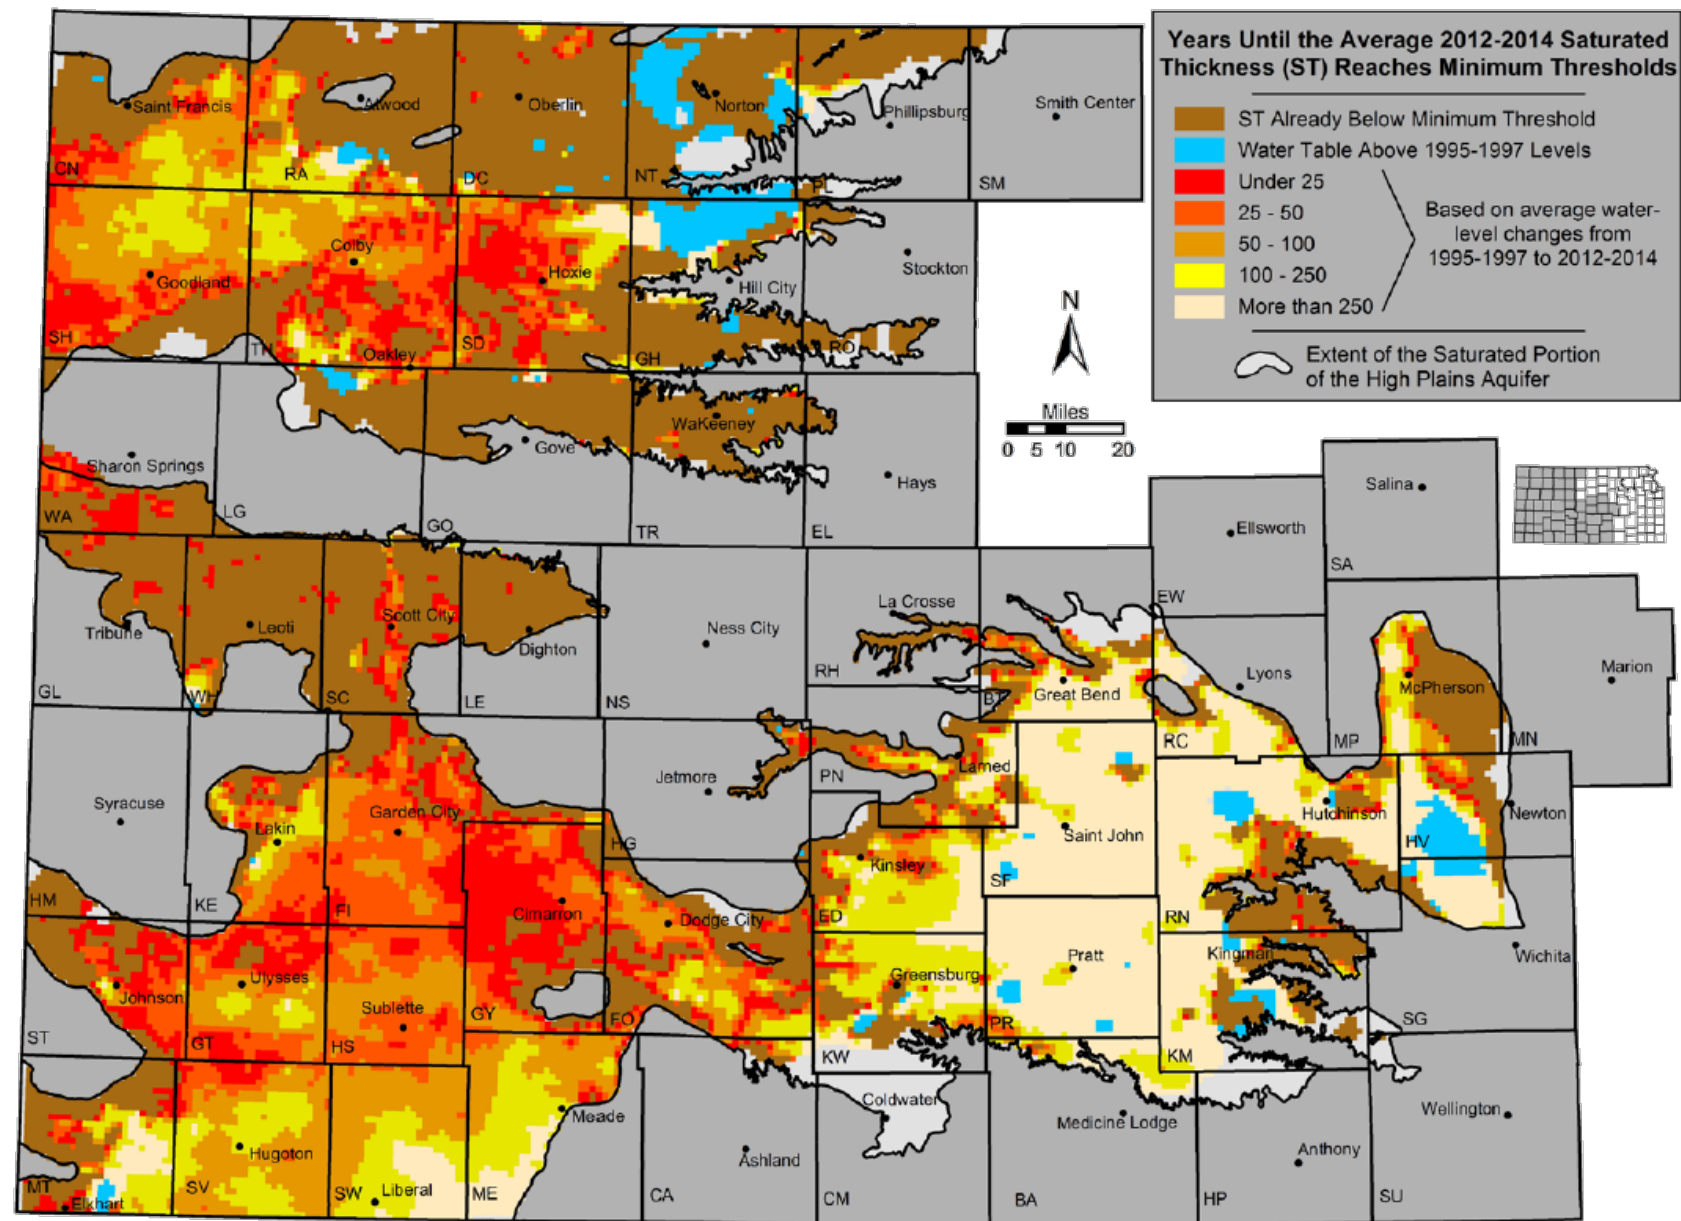 Years Until the Average 2012-2014 Saturated
Thickness (ST) Reaches Minimum Thresholds
ST Already Below Minimum Threshold
Water Table Above 1995-1997 Levels
Under 25
25 - 50
50 - 100
100 - 250
More than 250
Based on average water-
level changes from
1995-1997 to 2012-2014
Extent of the Saturated Portion
of the High Plains Aquifer
N
Miles
0 5 10 20
Saint Francis
Atwood
Oberlin
Norton
Phillipsburg
Smith Center
CN
RA
DC
NT
PL
SM
Colby
Goodland
Hoxie
Hill City
Stockton
SH
TH
Oakley
SD
GH
RO
Sharon Springs
Gove
WaKeeney
Hays
WA
LG
GO
TR
EL
Salina
Ellsworth
SA
EW
Tribune
Leoti
Scott City
Dighton
Ness City
La Crosse
Great Bend
Lyons
McPherson
Marion
GL
WH
SC
LE
NS
RH
BT
RC
MP
MN
Syracuse
Lakin
Garden City
Jetmore
PN
Larned
Saint John
Hutchinson
Newton
HG
Kinsley
HV
HM
KE
FI
Cimarron
Dodge City
ED
SF
RN
Johnson
Ulysses
Sublette
Greensburg
Pratt
Kingman
Wichita
ST
GT
HS
GY
FO
KW
PR
KM
SG
Meade
Coldwater
Medicine Lodge
Wellington
Hugoton
Liberal
Ashland
Anthony
MT
Elkhart
SV
SW
ME
CA
CM
BA
HP
SU